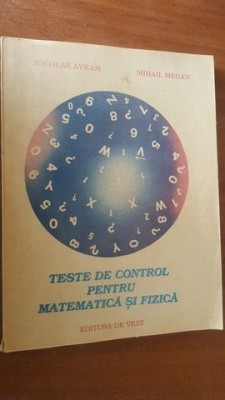 NICOLAE AVRAM
MIHAIL MEGAN
TESTE DE CONTROL
PENTRU
MATEMATICĂ ȘI FIZICĂ
EDITURA DE VEST